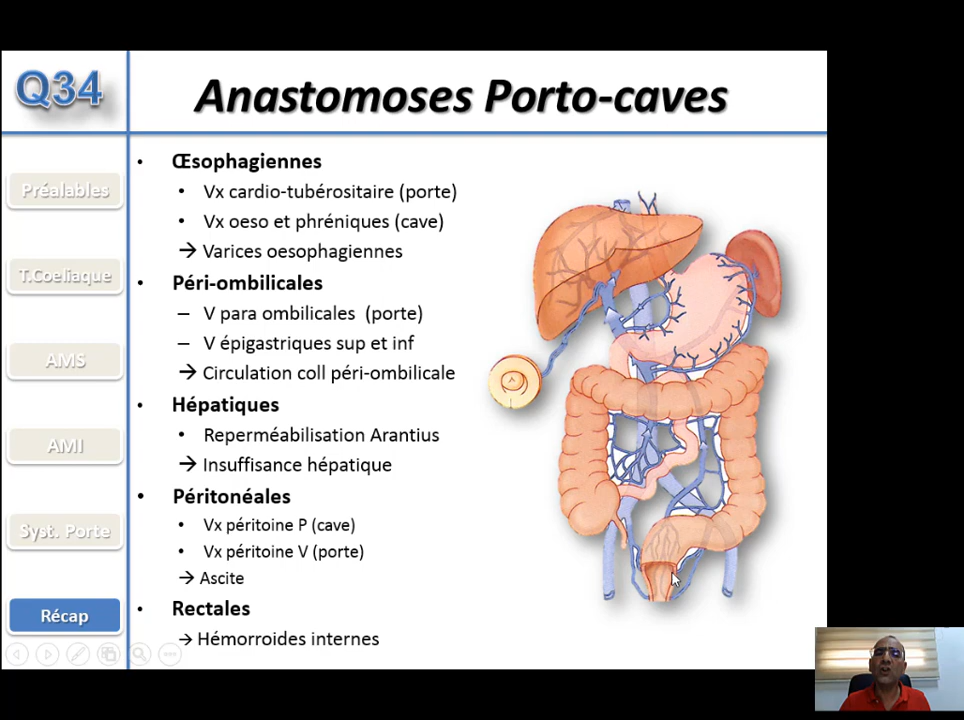 Q34
Anastomoses Porto-caves
Préalables
T.Coeliaque
AMS
AMI
Syst. Porte
Récap
• Œsophagiennes
• Vx cardio-tubérositaire (porte)
• Vx oeso et phréniques (cave)
→ Varices oesophagiennes
• Péri-ombilicales
– V para ombilicales (porte)
– V épigastriques sup et inf
→ Circulation coll péri-ombilicale
• Hépatiques
• Reperméabilisation Arantius
→ Insuffisance hépatique
• Péritonéales
• Vx péritoine P (cave)
• Vx péritoine V (porte)
→ Ascite
• Rectales
→ Hémorroides internes